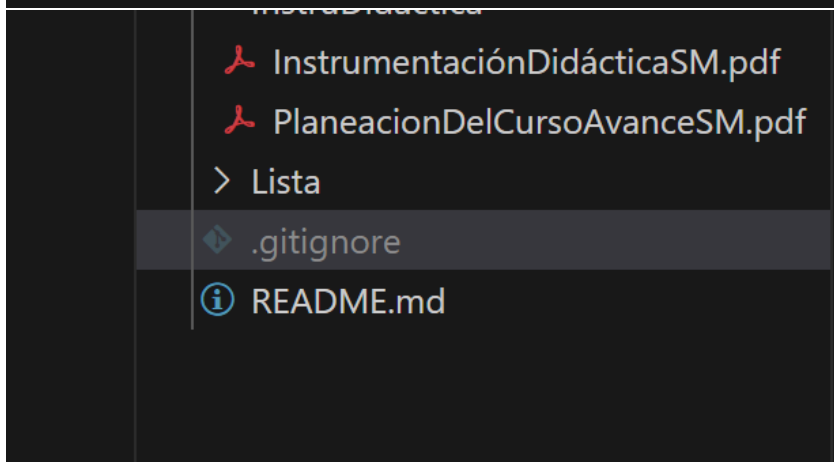 InstrumentaciónDidácticaSM.pdf
PlaneacionDelCursoAvanceSM.pdf
Lista
.gitignore
README.md